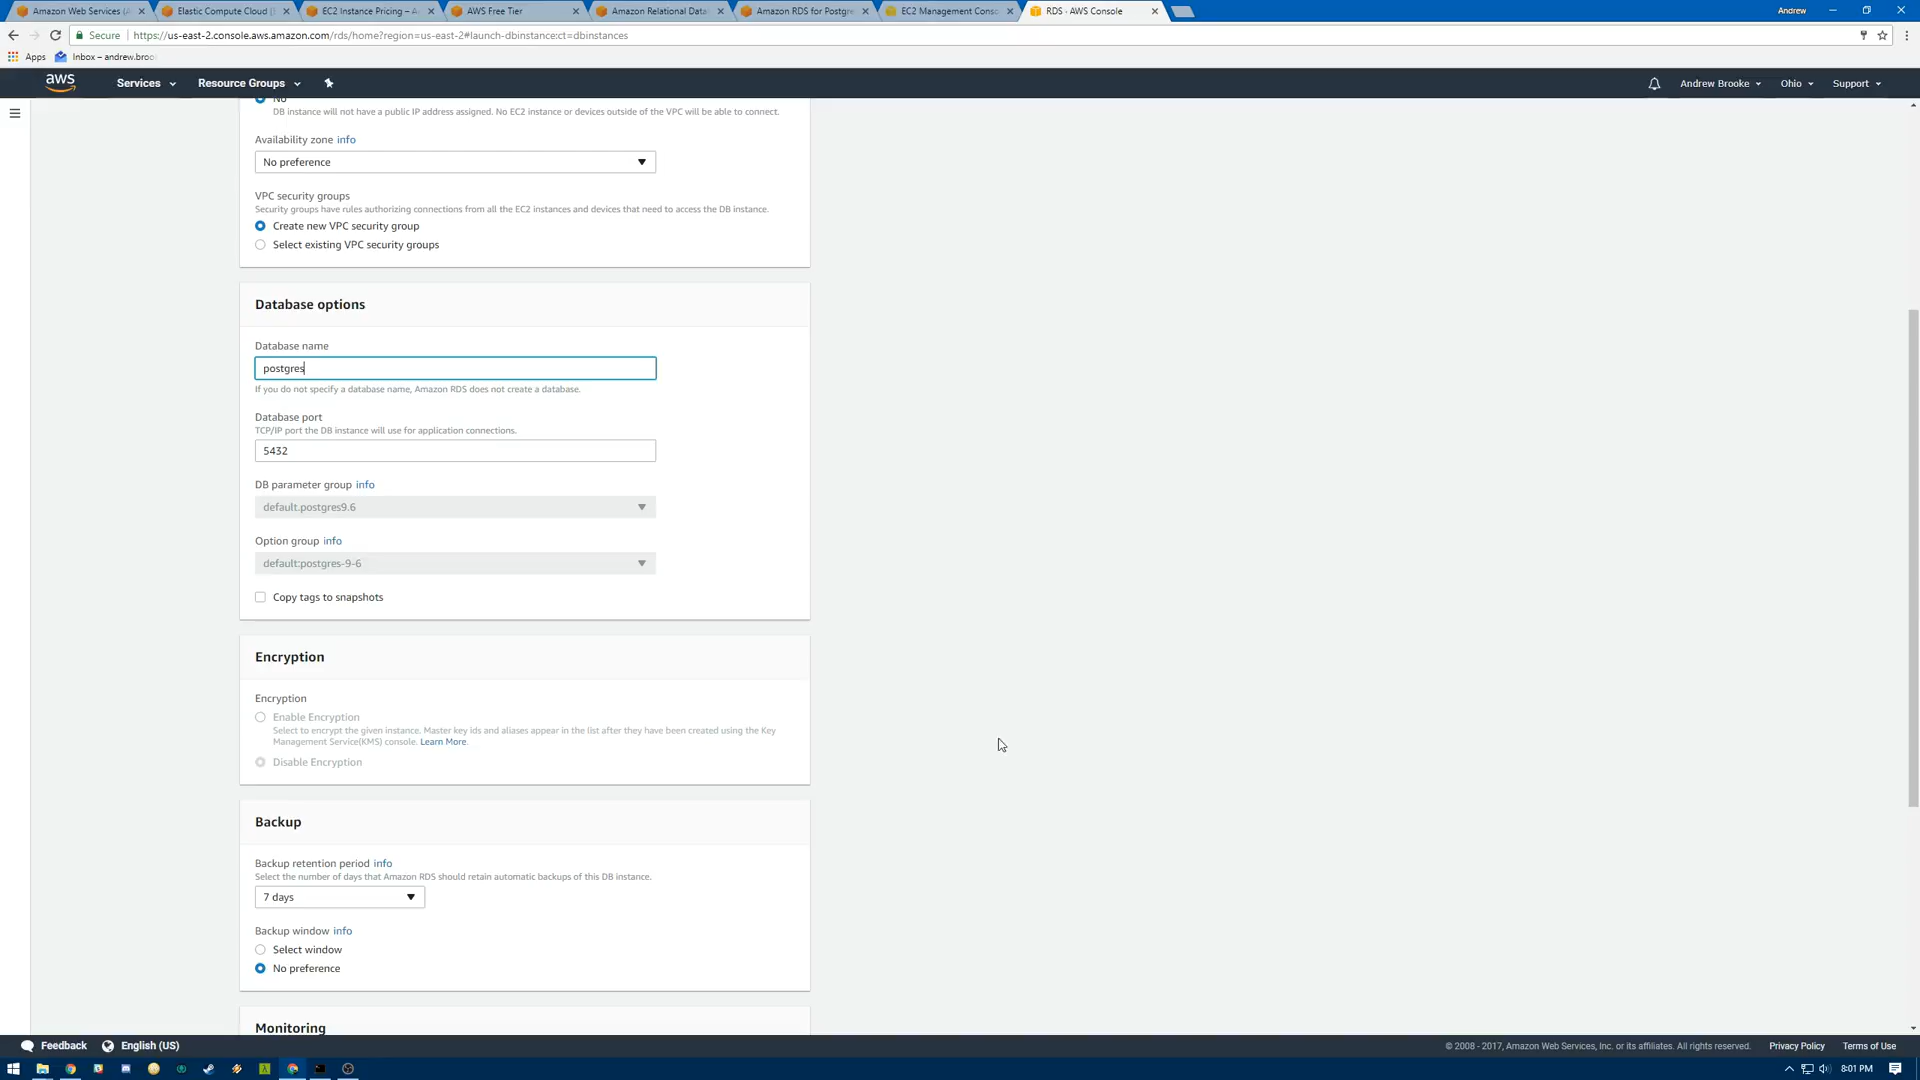 Amazon Web Services (A
Elastic Compute Cloud (
EC2 Instance Pricing – A
AWS Free Tier
Amazon Relational Data
Amazon RDS for Postgre
EC2 Management Conso
RDS · AWS Console
Andrew
Secure
https://us-east-2.console.aws.amazon.com/rds/home?region=us-east-2#launch-dbinstance:ct=dbinstances
Apps
Inbox – andrew.broo
aws
Services
Resource Groups
Andrew Brooke
Ohio
Support
No
DB instance will not have a public IP address assigned. No EC2 instance or devices outside of the VPC will be able to connect.
Availability zone info
No preference
VPC security groups
Security groups have rules authorizing connections from all the EC2 instances and devices that need to access the DB instance.
Create new VPC security group
Select existing VPC security groups
Database options
Database name
postgres
If you do not specify a database name, Amazon RDS does not create a database.
Database port
TCP/IP port the DB instance will use for application connections.
5432
DB parameter group info
default.postgres9.6
Option group info
default:postgres-9-6
Copy tags to snapshots
Encryption
Encryption
Enable Encryption
Select to encrypt the given instance. Master key ids and aliases appear in the list after they have been created using the Key
Management Service(KMS) console. Learn More.
Disable Encryption
Backup
Backup retention period info
Select the number of days that Amazon RDS should retain automatic backups of this DB instance.
7 days
Backup window info
Select window
No preference
Monitoring
Feedback
English (US)
© 2008 - 2017, Amazon Web Services, Inc. or its affiliates. All rights reserved.
Privacy Policy
Terms of Use
8:01 PM